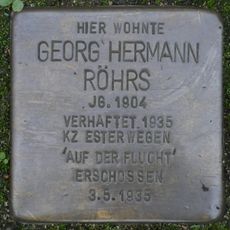 HIER WOHNTE
GEORG HERMANN
RÖHRS
JG. 1904
VERHAFTET 1935
KZ ESTERWEGEN
'AUF DER FLUCHT'
ERSCHOSSEN
3.5.1935